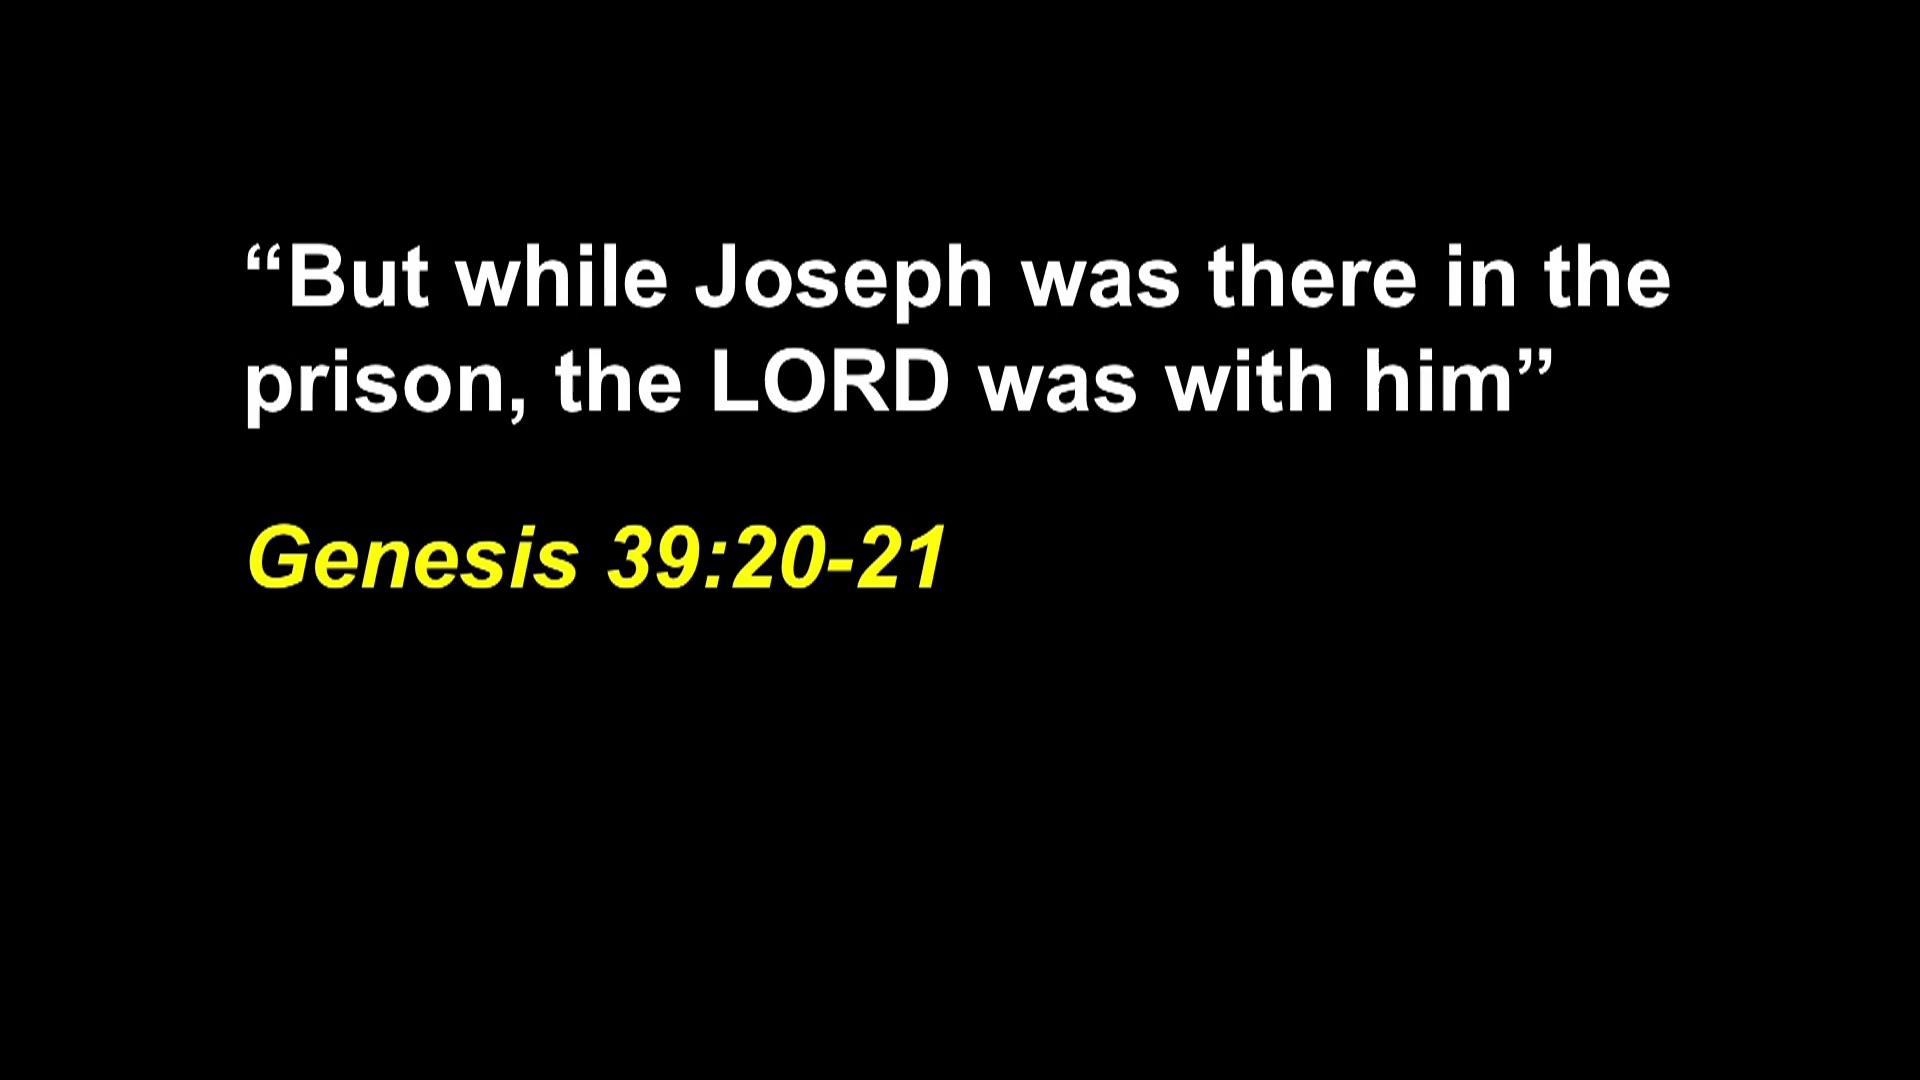 “But while Joseph was there in the
prison, the LORD was with him”
Genesis 39:20-21